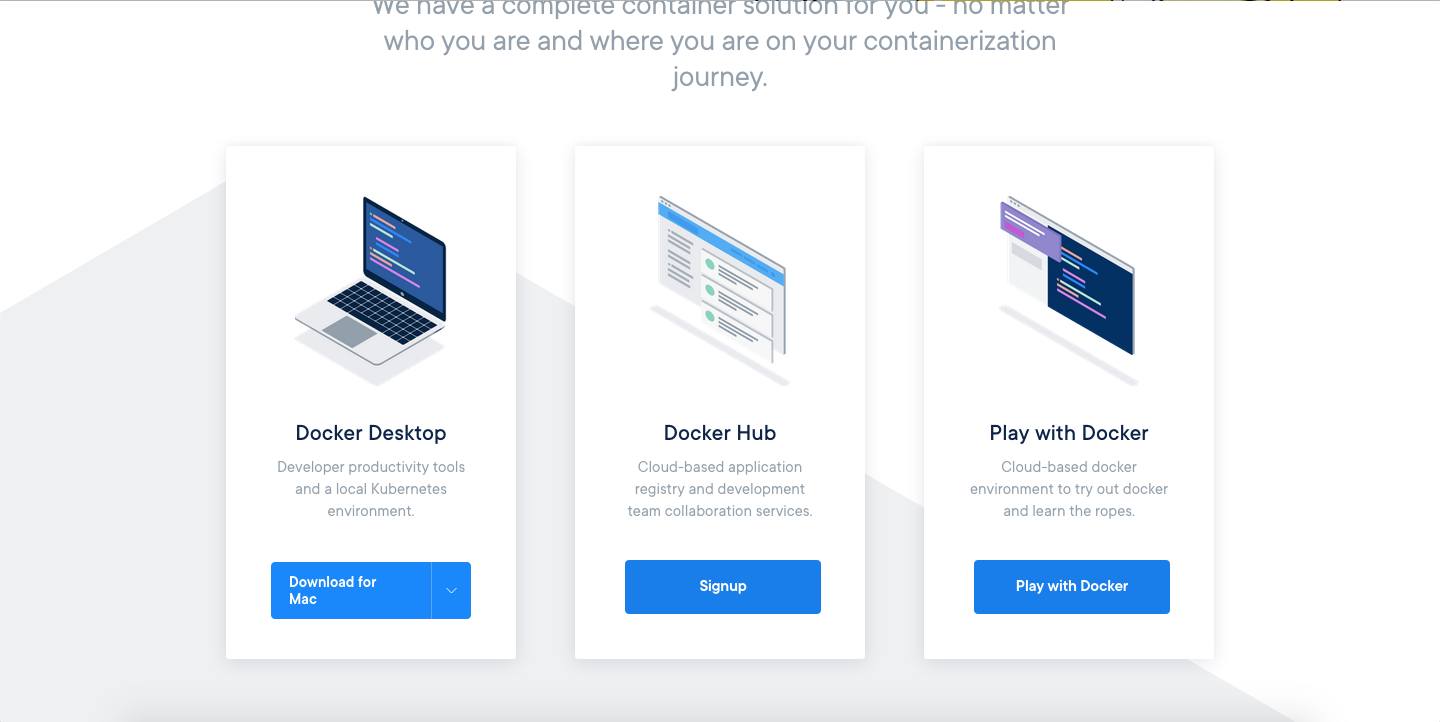 We have a complete container solution for you - no matter
who you are and where you are on your containerization
journey.
Docker Desktop
Developer productivity tools
and a local Kubernetes
environment.
Download for
Mac
Docker Hub
Cloud-based application
registry and development
team collaboration services.
Signup
Play with Docker
Cloud-based docker
environment to try out docker
and learn the ropes.
Play with Docker